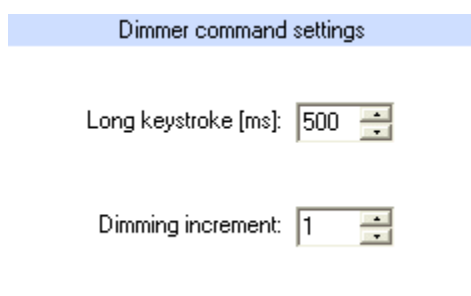 Dimmer command settings
Long keystroke [ms]: 500
Dimming increment: 1